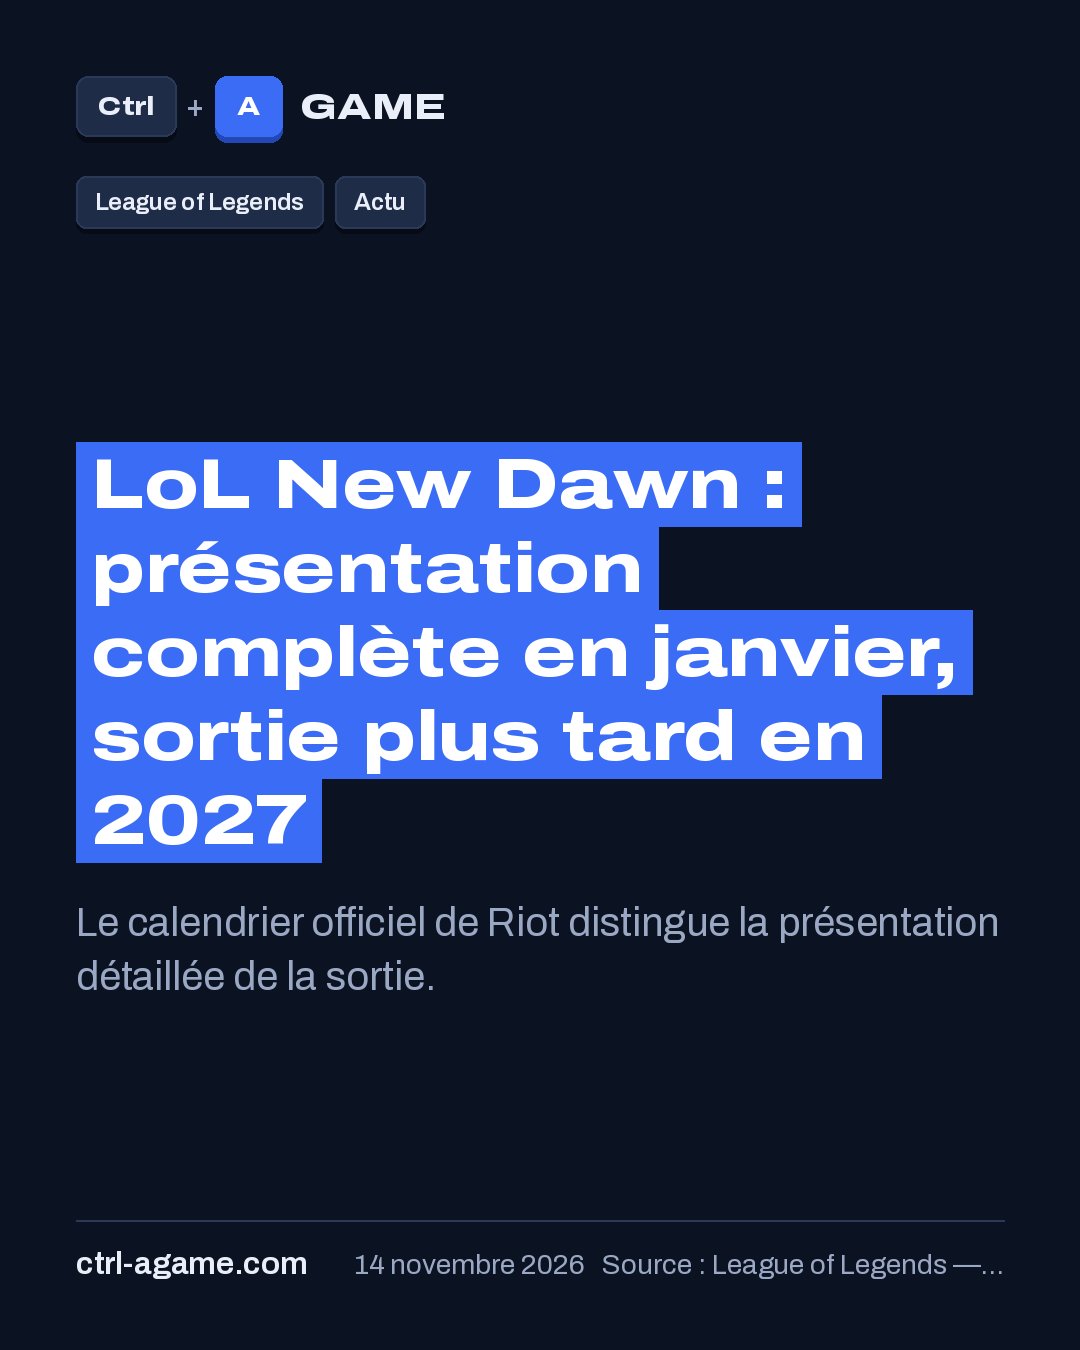 Ctrl + A GAME
League of Legends Actu
LoL New Dawn :
présentation
complète en janvier,
sortie plus tard en
2027
Le calendrier officiel de Riot distingue la présentation
détaillée de la sortie.
ctrl-agame.com 14 novembre 2026 Source : League of Legends —...